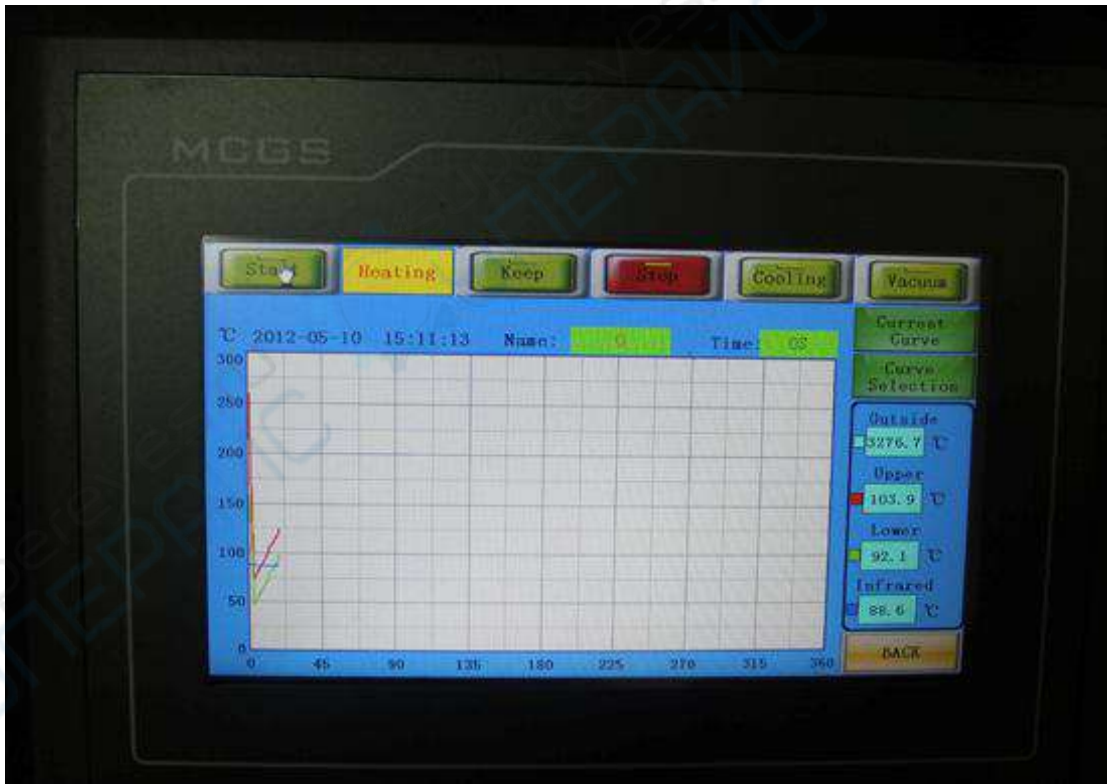 MCGS
Start Heating Keep Stop Cooling Vacuum
℃ 2012-05-10 15:11:13 Name: 0 Time: 0S
Current
Curve
Curve
Selection
300
250
200
150
100
50
0
0 45 90 135 180 225 270 315 360
Outside
3276.7 ℃
Upper
103.9 ℃
Lower
92.1 ℃
Infrared
88.6 ℃
BACK